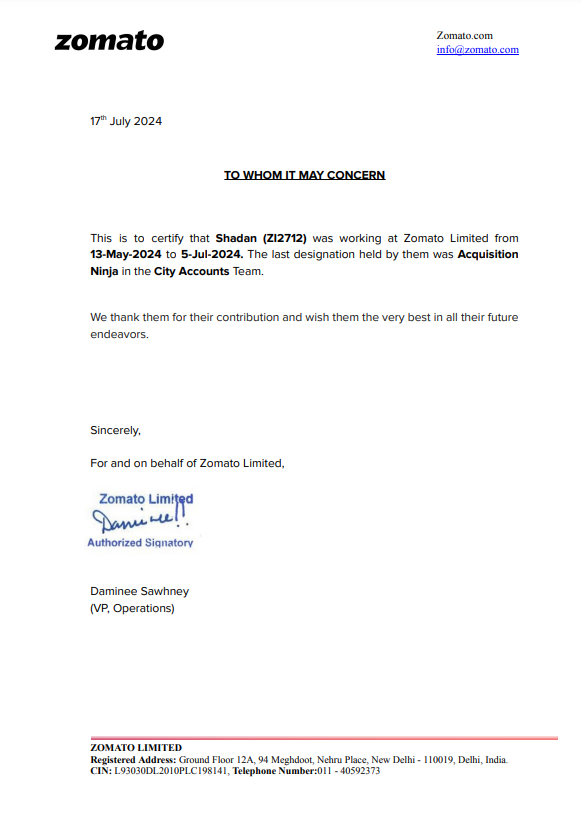 zomato
Zomato.com
info@zomato.com
17th July 2024
TO WHOM IT MAY CONCERN
This is to certify that Shadan (ZI2712) was working at Zomato Limited from
13-May-2024 to 5-Jul-2024. The last designation held by them was Acquisition
Ninja in the City Accounts Team.
We thank them for their contribution and wish them the very best in all their future
endeavors.
Sincerely,
For and on behalf of Zomato Limited,
Zomato Limited
Daminee
Authorized Signatory
Daminee Sawhney
(VP, Operations)
ZOMATO LIMITED
Registered Address: Ground Floor 12A, 94 Meghdoot, Nehru Place, New Delhi - 110019, Delhi, India.
CIN: L93030DL2010PLC198141, Telephone Number:011 - 40592373